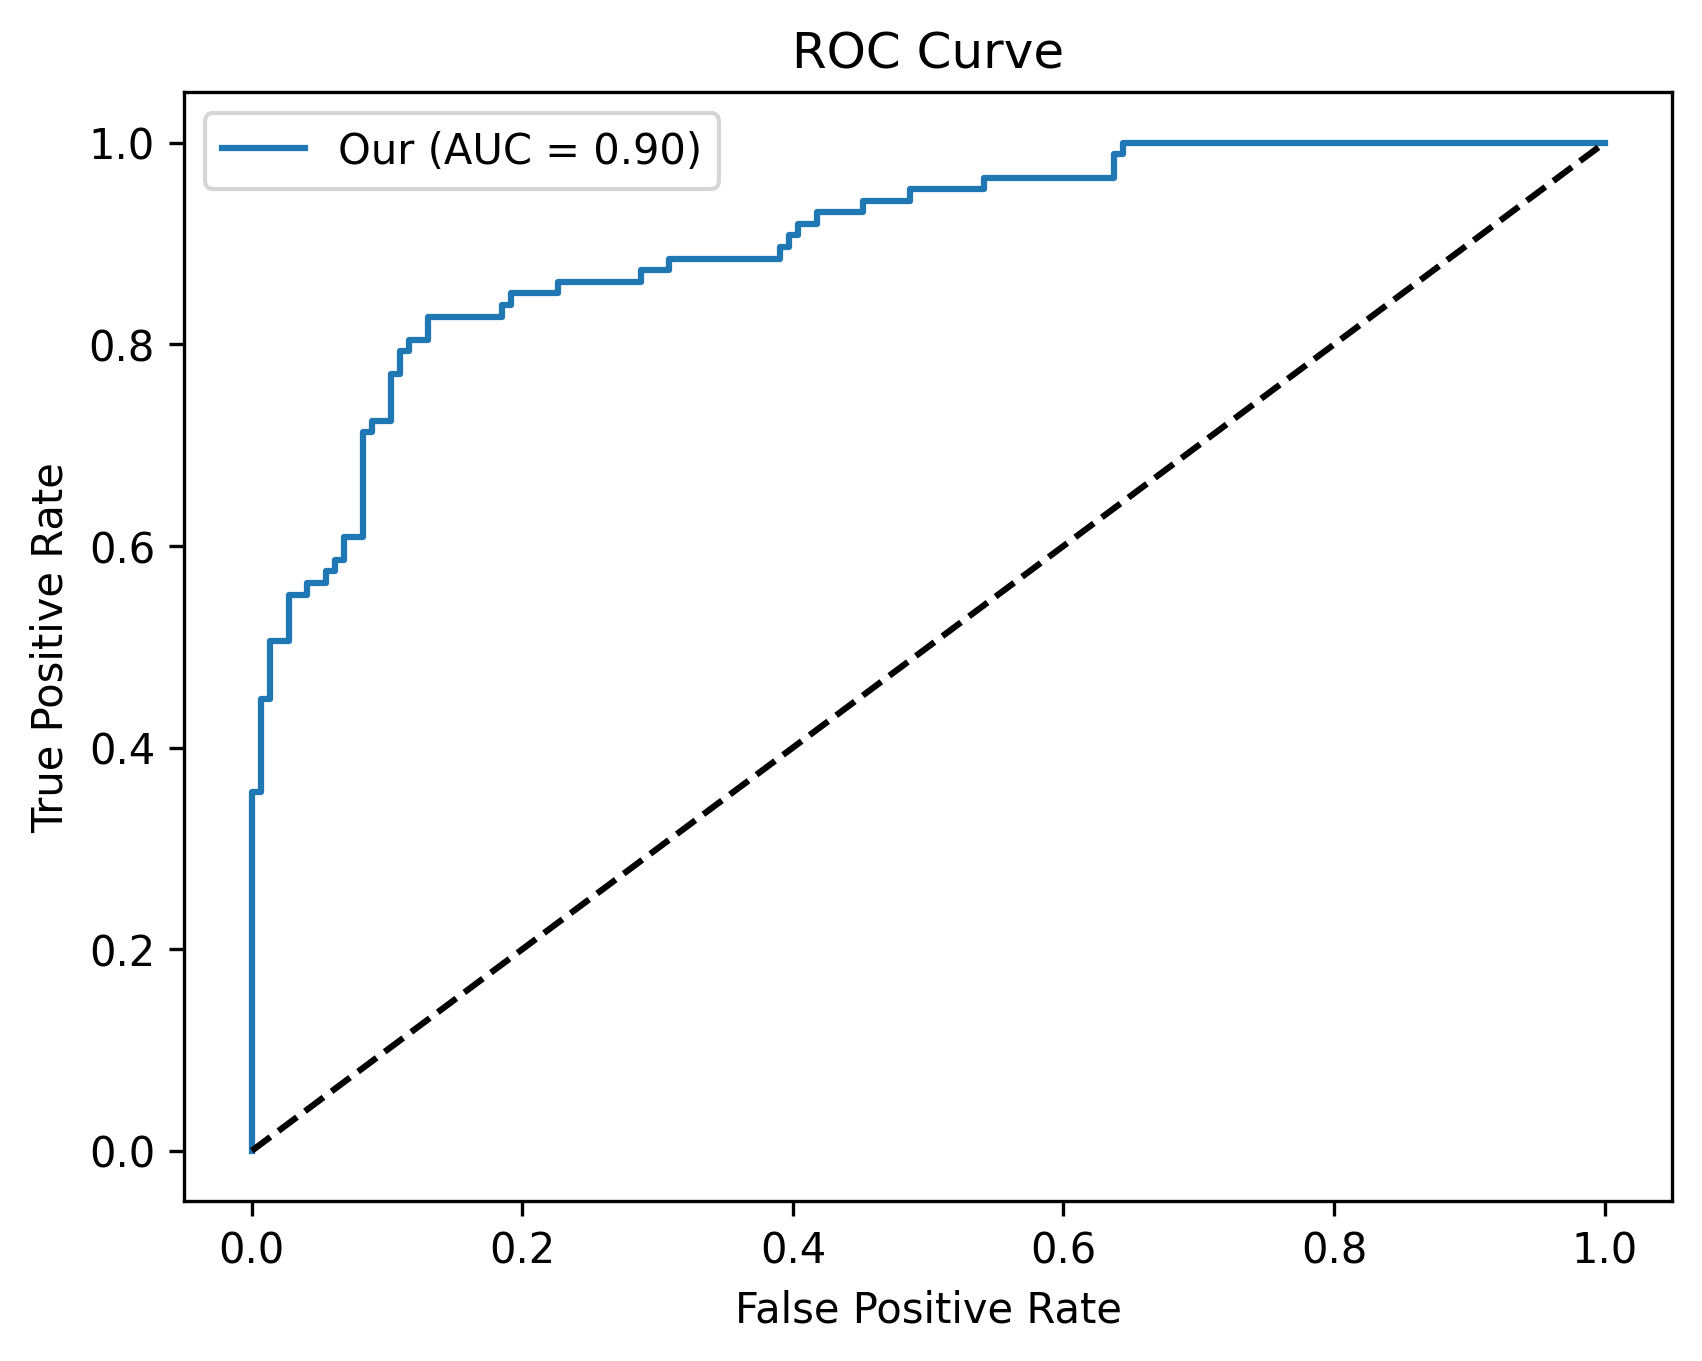 ROC Curve
Our (AUC = 0.90)
True Positive Rate
1.0
0.8
0.6
0.4
0.2
0.0
0.0 0.2 0.4 0.6 0.8 1.0
False Positive Rate